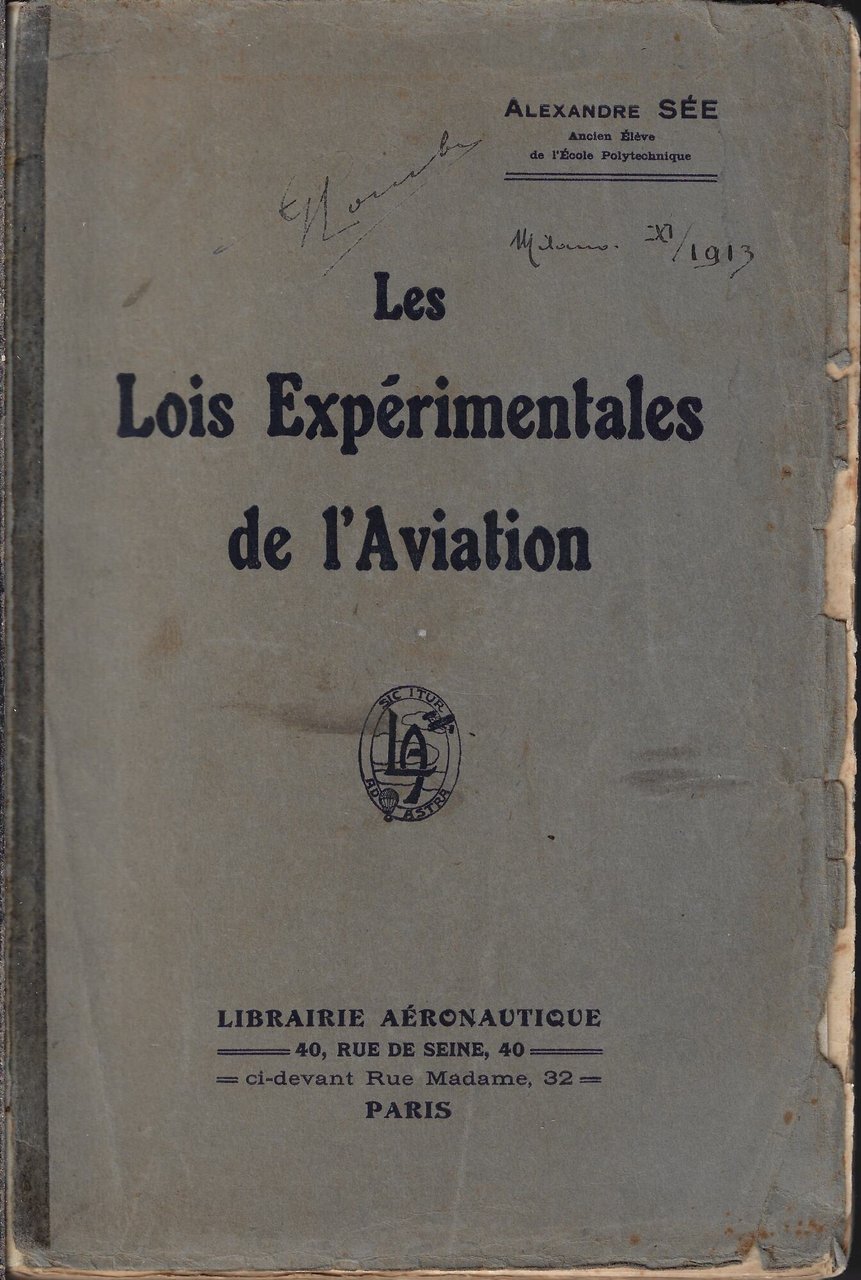 ALEXANDRE SÉE
Ancien Élève
de l'École Polytechnique
Milano. XI/1913
Les
Lois Expérimentales
de l'Aviation
SIC ITUR
LA
AD ASTRA
LIBRAIRIE AÉRONAUTIQUE
40, RUE DE SEINE, 40
ci-devant Rue Madame, 32
PARIS